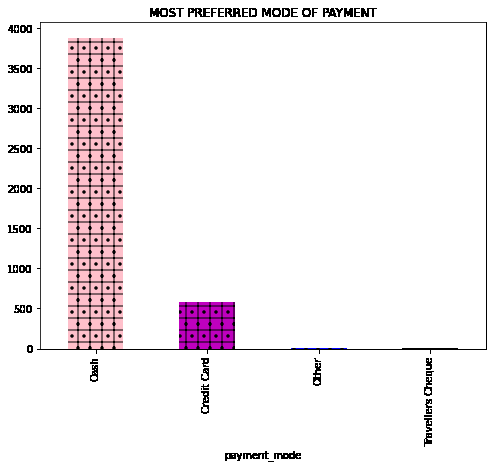 MOST PREFERRED MODE OF PAYMENT
4000
3500
3000
2500
2000
1500
1000
500
0
Cash
Credit Card
Other
Travellers Cheque
payment_mode